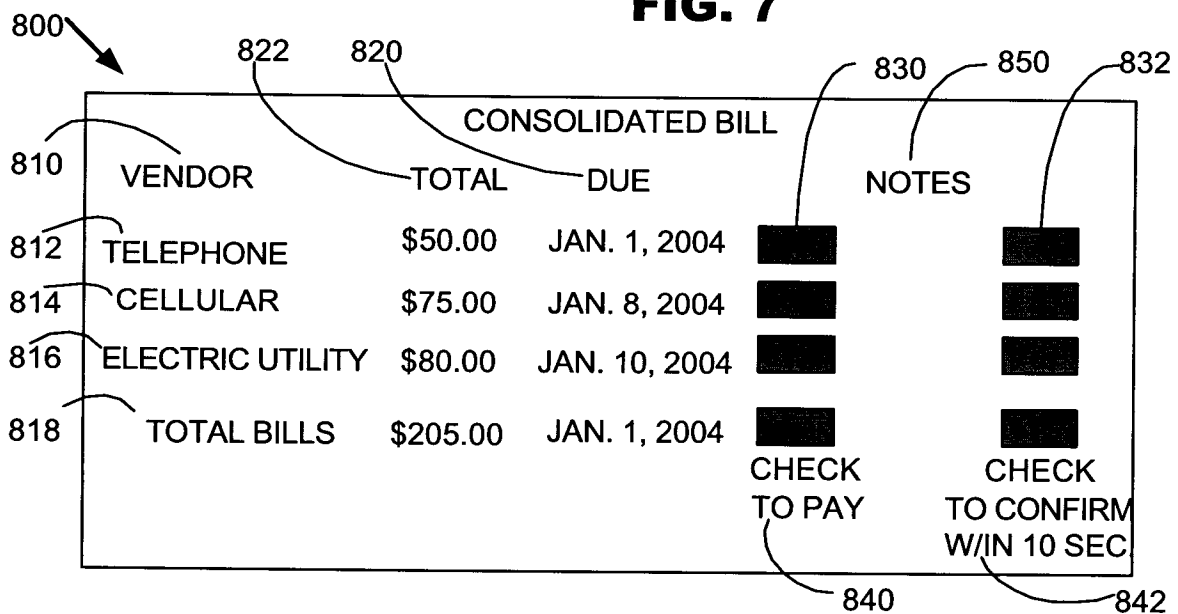 FIG. 7
800
822 820 830 850 832
CONSOLIDATED BILL
810 VENDOR TOTAL DUE NOTES
812 TELEPHONE $50.00 JAN. 1, 2004
814 CELLULAR $75.00 JAN. 8, 2004
816 ELECTRIC UTILITY $80.00 JAN. 10, 2004
818 TOTAL BILLS $205.00 JAN. 1, 2004
CHECK CHECK
TO PAY TO CONFIRM
W/IN 10 SEC
840 842